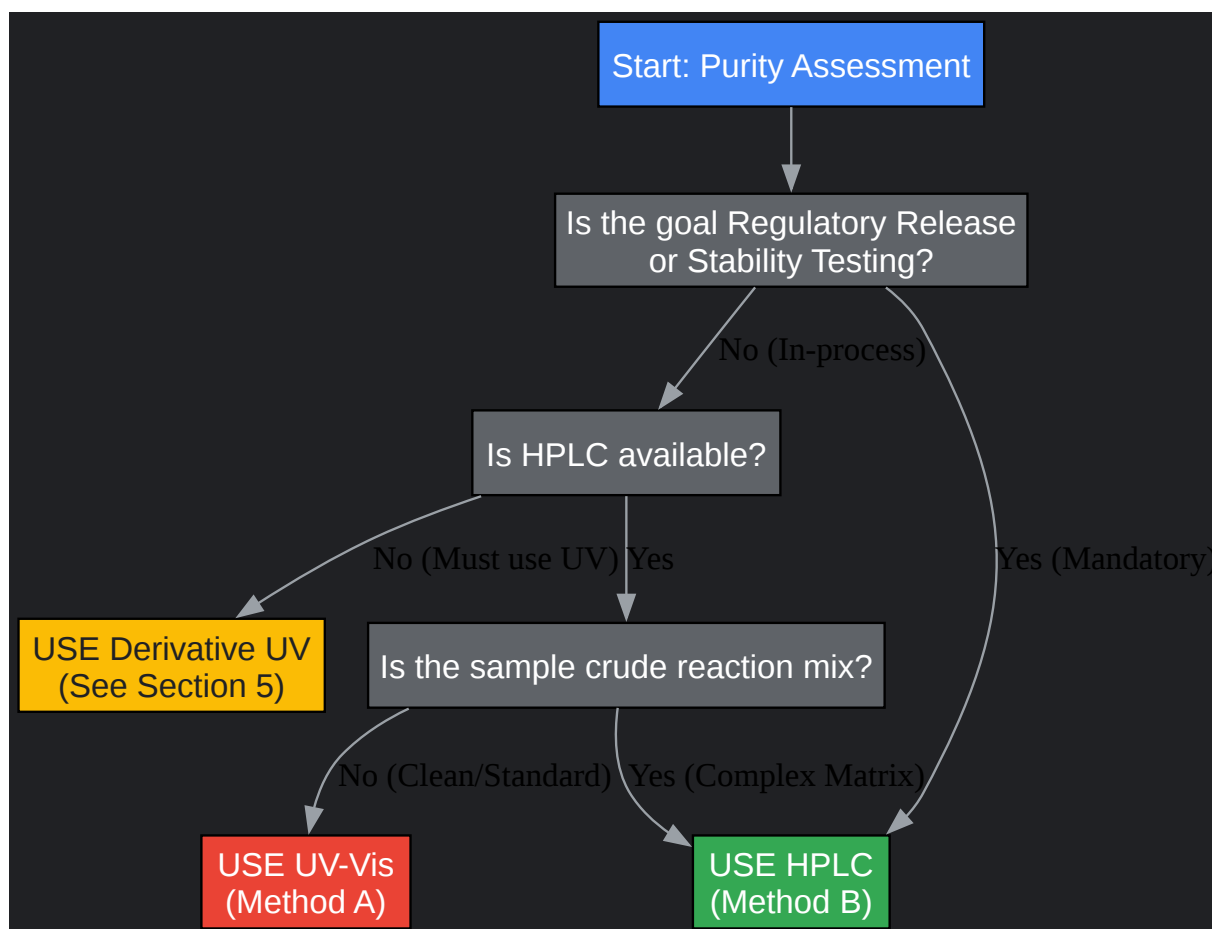 Start: Purity Assessment
Is the goal Regulatory Release
or Stability Testing?
No (In-process)
Is HPLC available?
No (Must use UV)
Yes
Yes (Mandatory)
USE Derivative UV
(See Section 5)
Is the sample crude reaction mix?
No (Clean/Standard)
Yes (Complex Matrix)
USE UV-Vis
(Method A)
USE HPLC
(Method B)